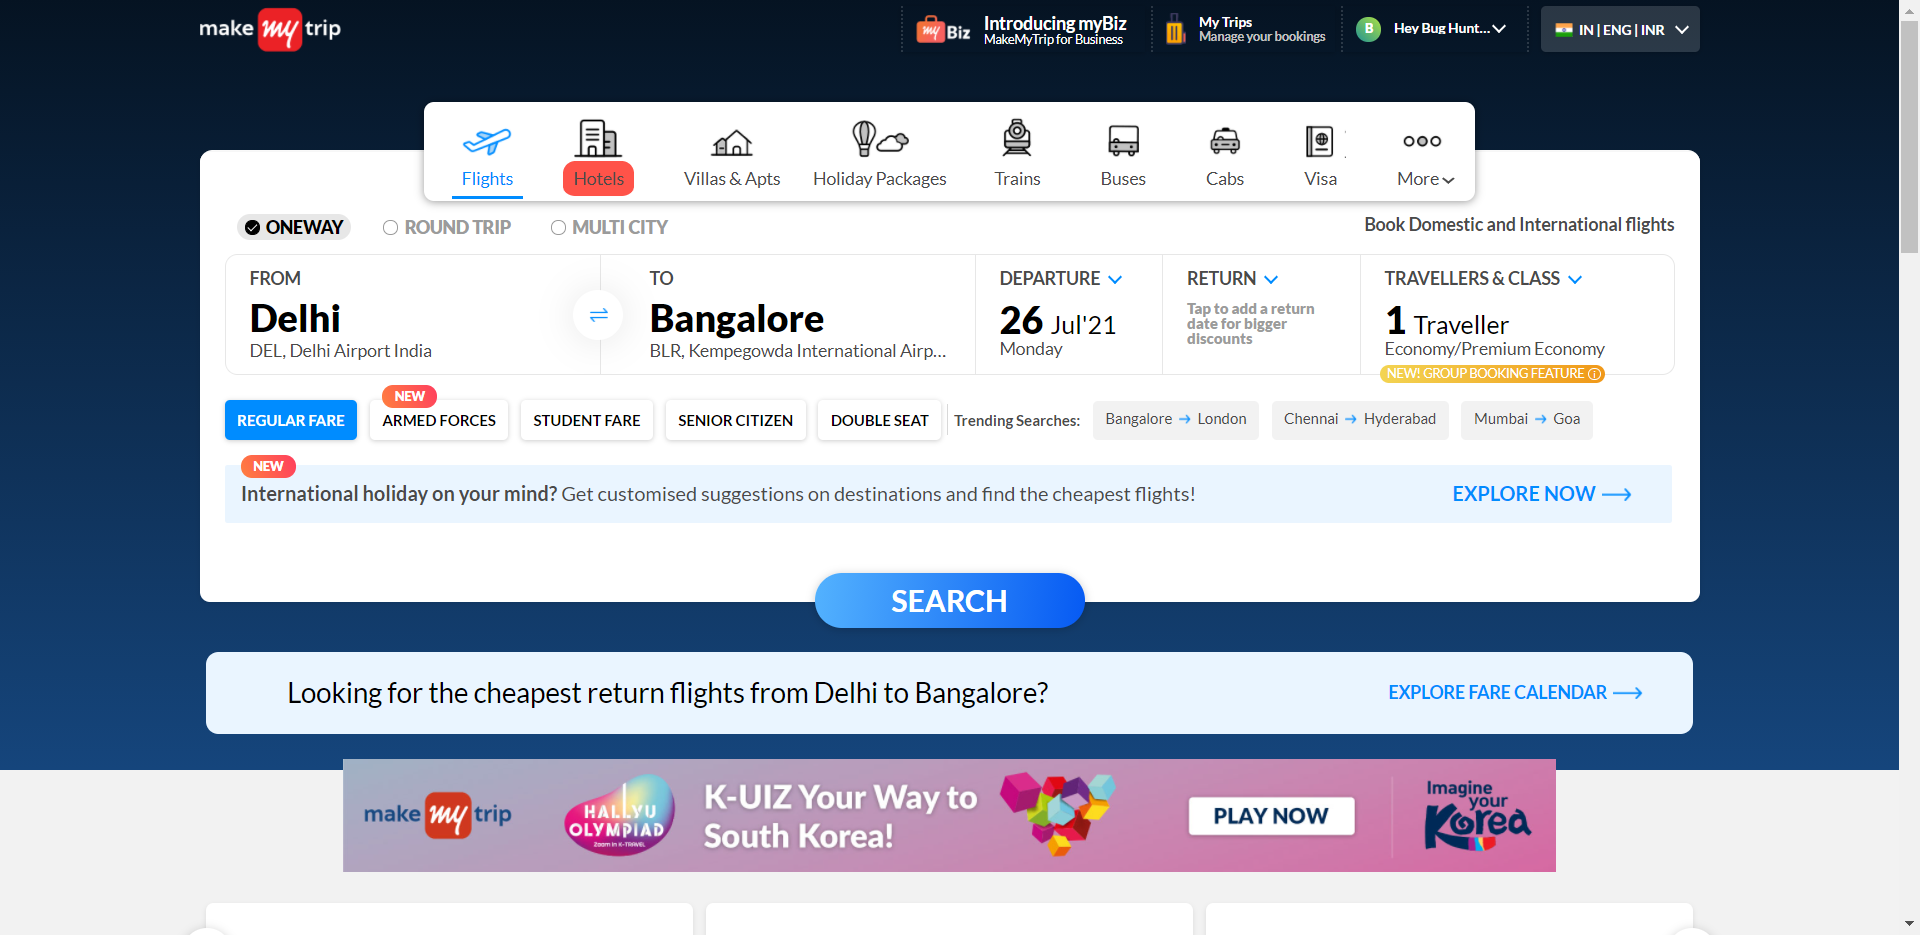 make my trip
my Biz
Introducing myBiz
MakeMyTrip for Business
My Trips
Manage your bookings
B
Hey Bug Hunt...
IN | ENG | INR
Flights
Hotels
Villas & Apts
Holiday Packages
Trains
Buses
Cabs
Visa
More
ONEWAY
ROUND TRIP
MULTI CITY
Book Domestic and International flights
FROM
Delhi
DEL, Delhi Airport India
TO
Bangalore
BLR, Kempegowda International Airp...
DEPARTURE
26 Jul'21
Monday
RETURN
Tap to add a return
date for bigger
discounts
TRAVELLERS & CLASS
1 Traveller
Economy/Premium Economy
NEW! GROUP BOOKING FEATURE
REGULAR FARE
NEW
ARMED FORCES
STUDENT FARE
SENIOR CITIZEN
DOUBLE SEAT
Trending Searches:
Bangalore → London
Chennai → Hyderabad
Mumbai → Goa
NEW
International holiday on your mind? Get customised suggestions on destinations and find the cheapest flights!
EXPLORE NOW
SEARCH
Looking for the cheapest return flights from Delhi to Bangalore?
EXPLORE FARE CALENDAR
make my trip
HALLYU
OLYMPIAD
Zoom in K-TRAVEL
K-UIZ Your Way to
South Korea!
PLAY NOW
Imagine
your
Korea